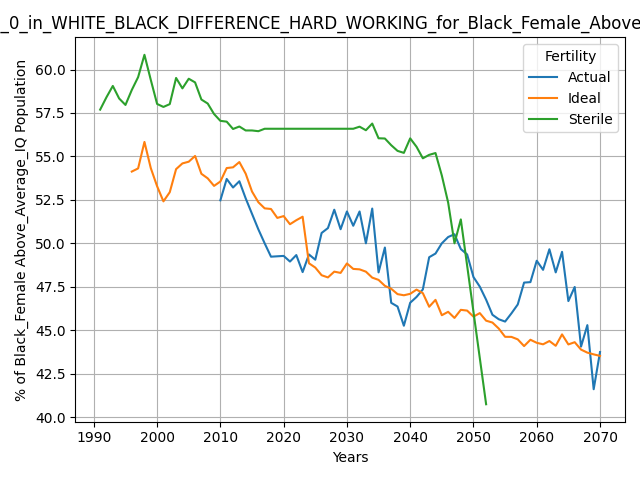 _0_in_WHITE_BLACK_DIFFERENCE_HARD_WORKING_for_Black_Female_Above
Fertility
Actual
Ideal
Sterile
% of Black_Female Above_Average_IQ Population
60.0
57.5
55.0
52.5
50.0
47.5
45.0
42.5
40.0
1990 2000 2010 2020 2030 2040 2050 2060 2070
Years